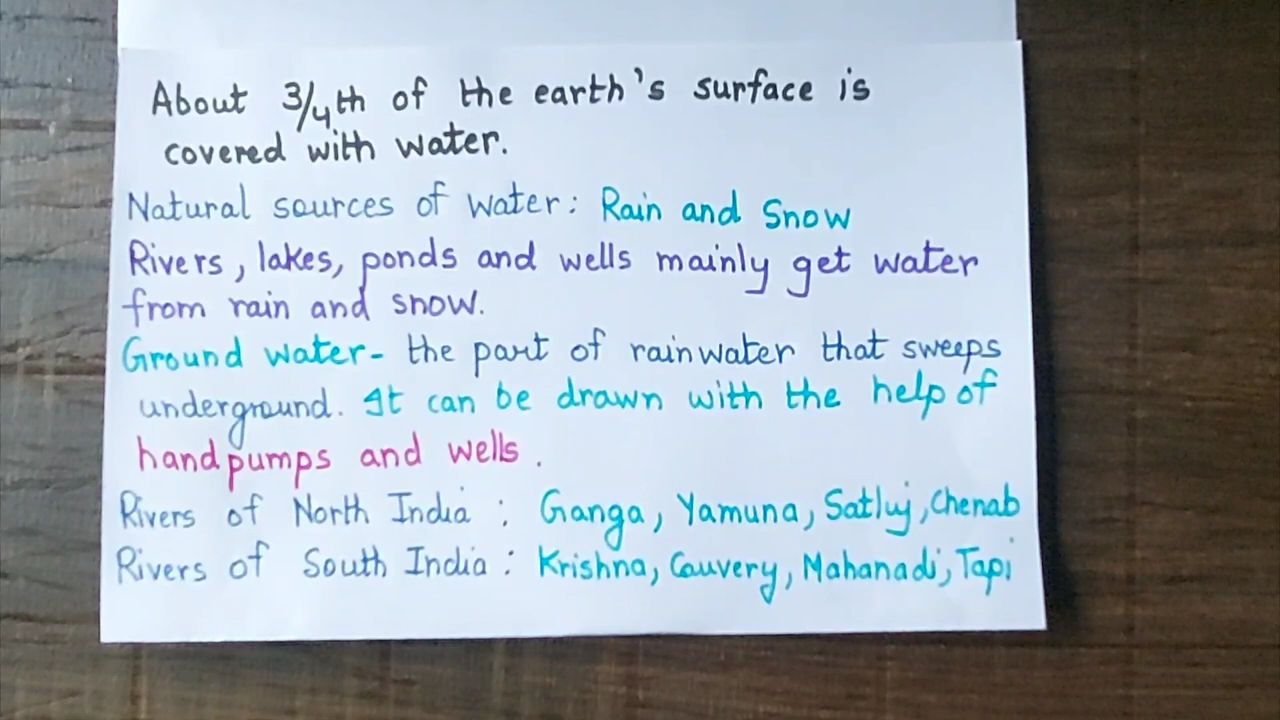 About 3/4th of the earth's surface is
covered with water.
Natural sources of water: Rain and Snow
Rivers, lakes, ponds and wells mainly get water
from rain and snow.
Ground water- the part of rainwater that sweeps
underground. It can be drawn with the help of
handpumps and wells.
Rivers of North India : Ganga, Yamuna, Satluj, Chenab
Rivers of South India : Krishna, Cauvery, Mahanadi, Tapi